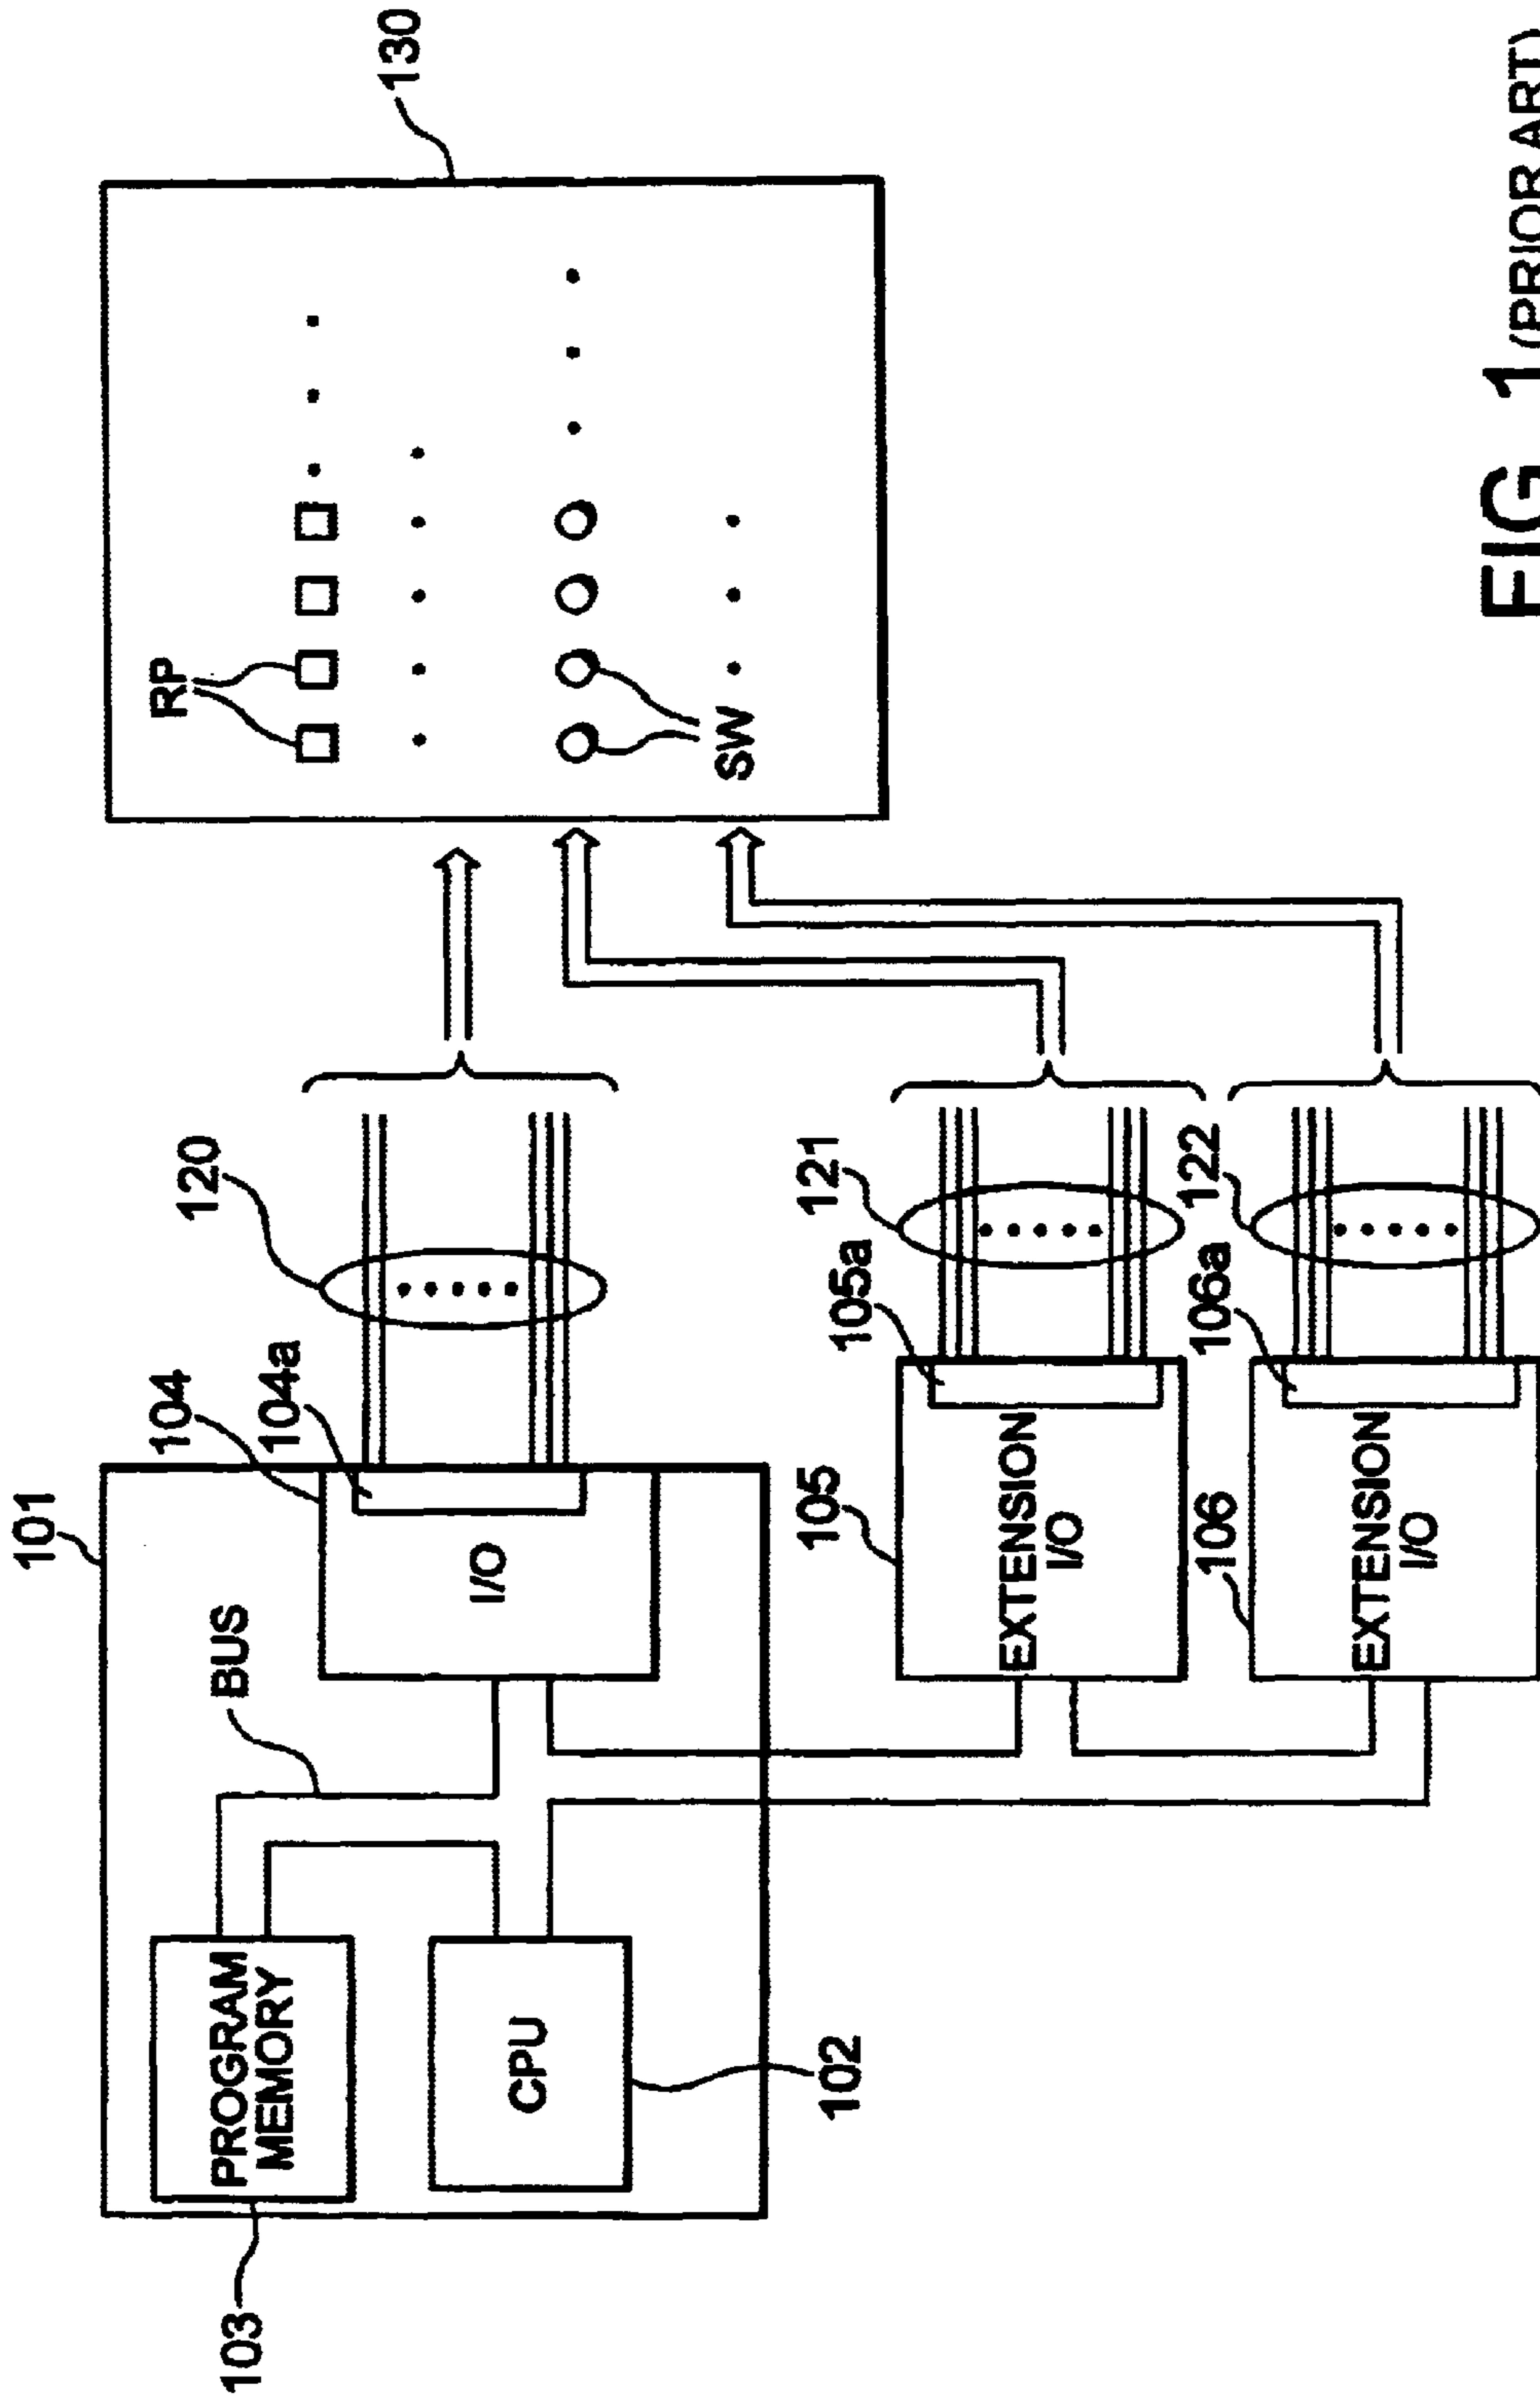 101
104
104a
120
BUS
I/O
PROGRAM
MEMORY
CPU
103
102
105
105a
121
EXTENSION
I/O
106
106a
122
EXTENSION
I/O
RP
SW
130
FIG. 1 (PRIOR ART)